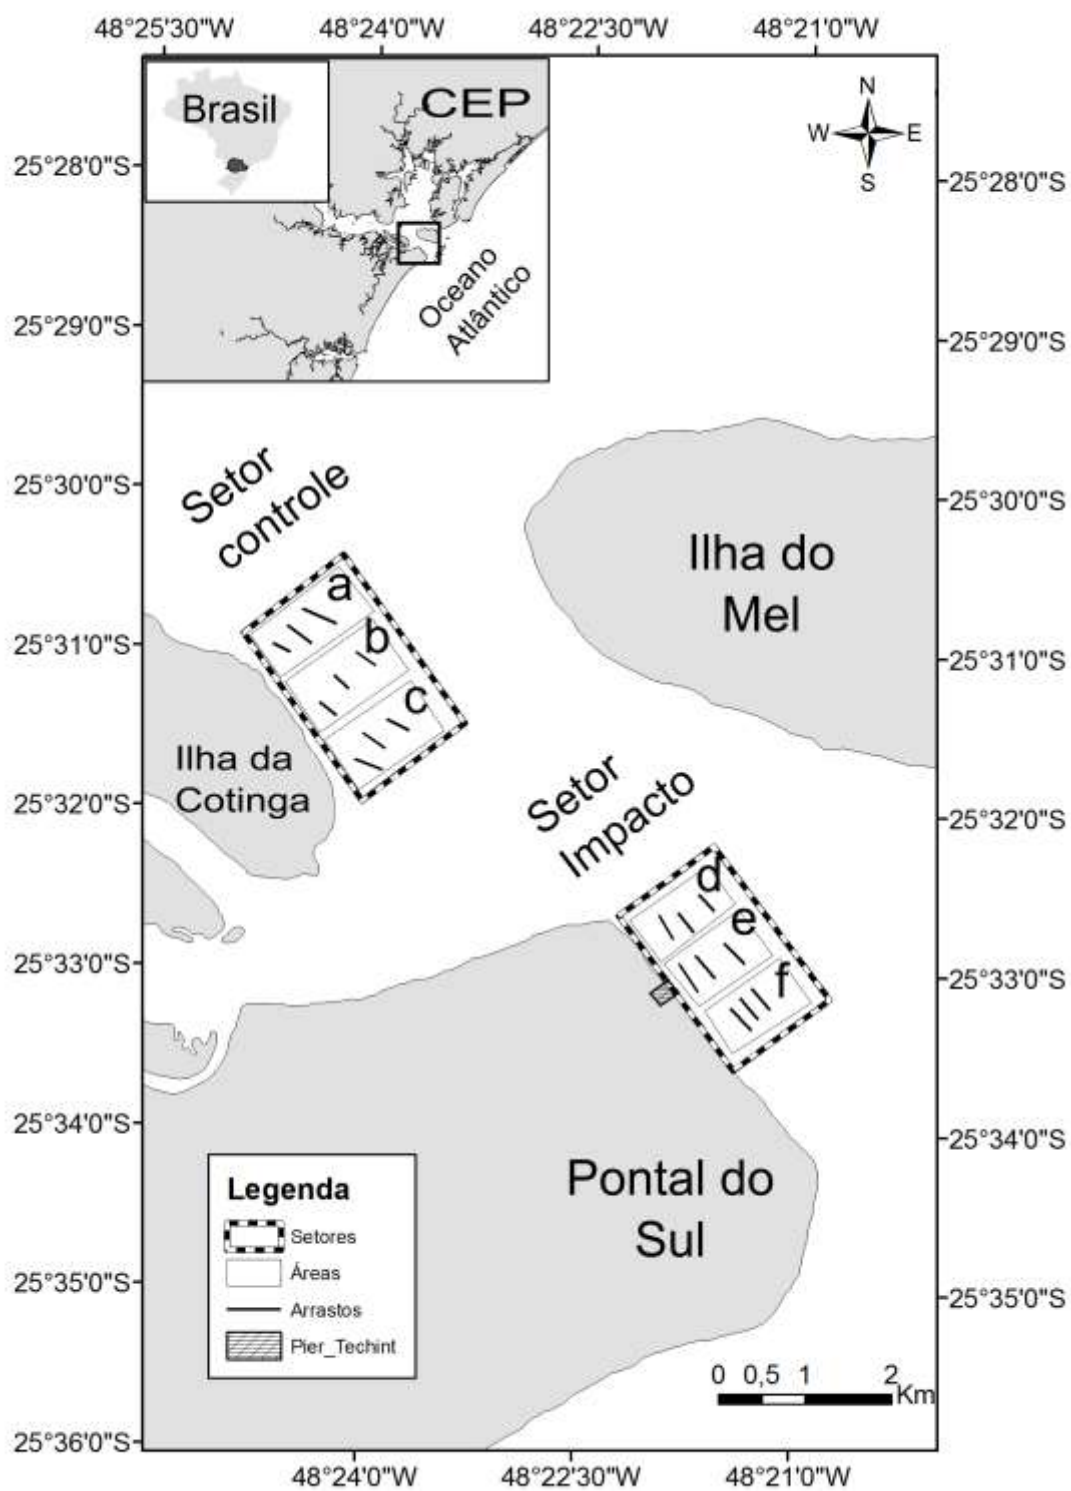 48°25'30"W
48°24'0"W
48°22'30"W
48°21'0"W
Brasil
CEP
Oceano
Atlântico
N
W
E
S
25°28'0"S
25°28'0"S
25°29'0"S
25°29'0"S
Setor
controle
25°30'0"S
25°30'0"S
Ilha do
Mel
a
b
c
25°31'0"S
25°31'0"S
Ilha da
Cotinga
Setor
Impacto
25°32'0"S
25°32'0"S
d
e
f
25°33'0"S
25°33'0"S
25°34'0"S
25°34'0"S
Pontal do
Sul
Legenda
Setores
Áreas
Arrastos
Pier_Techint
25°35'0"S
25°35'0"S
0 0,5 1 2
Km
25°36'0"S
48°24'0"W
48°22'30"W
48°21'0"W